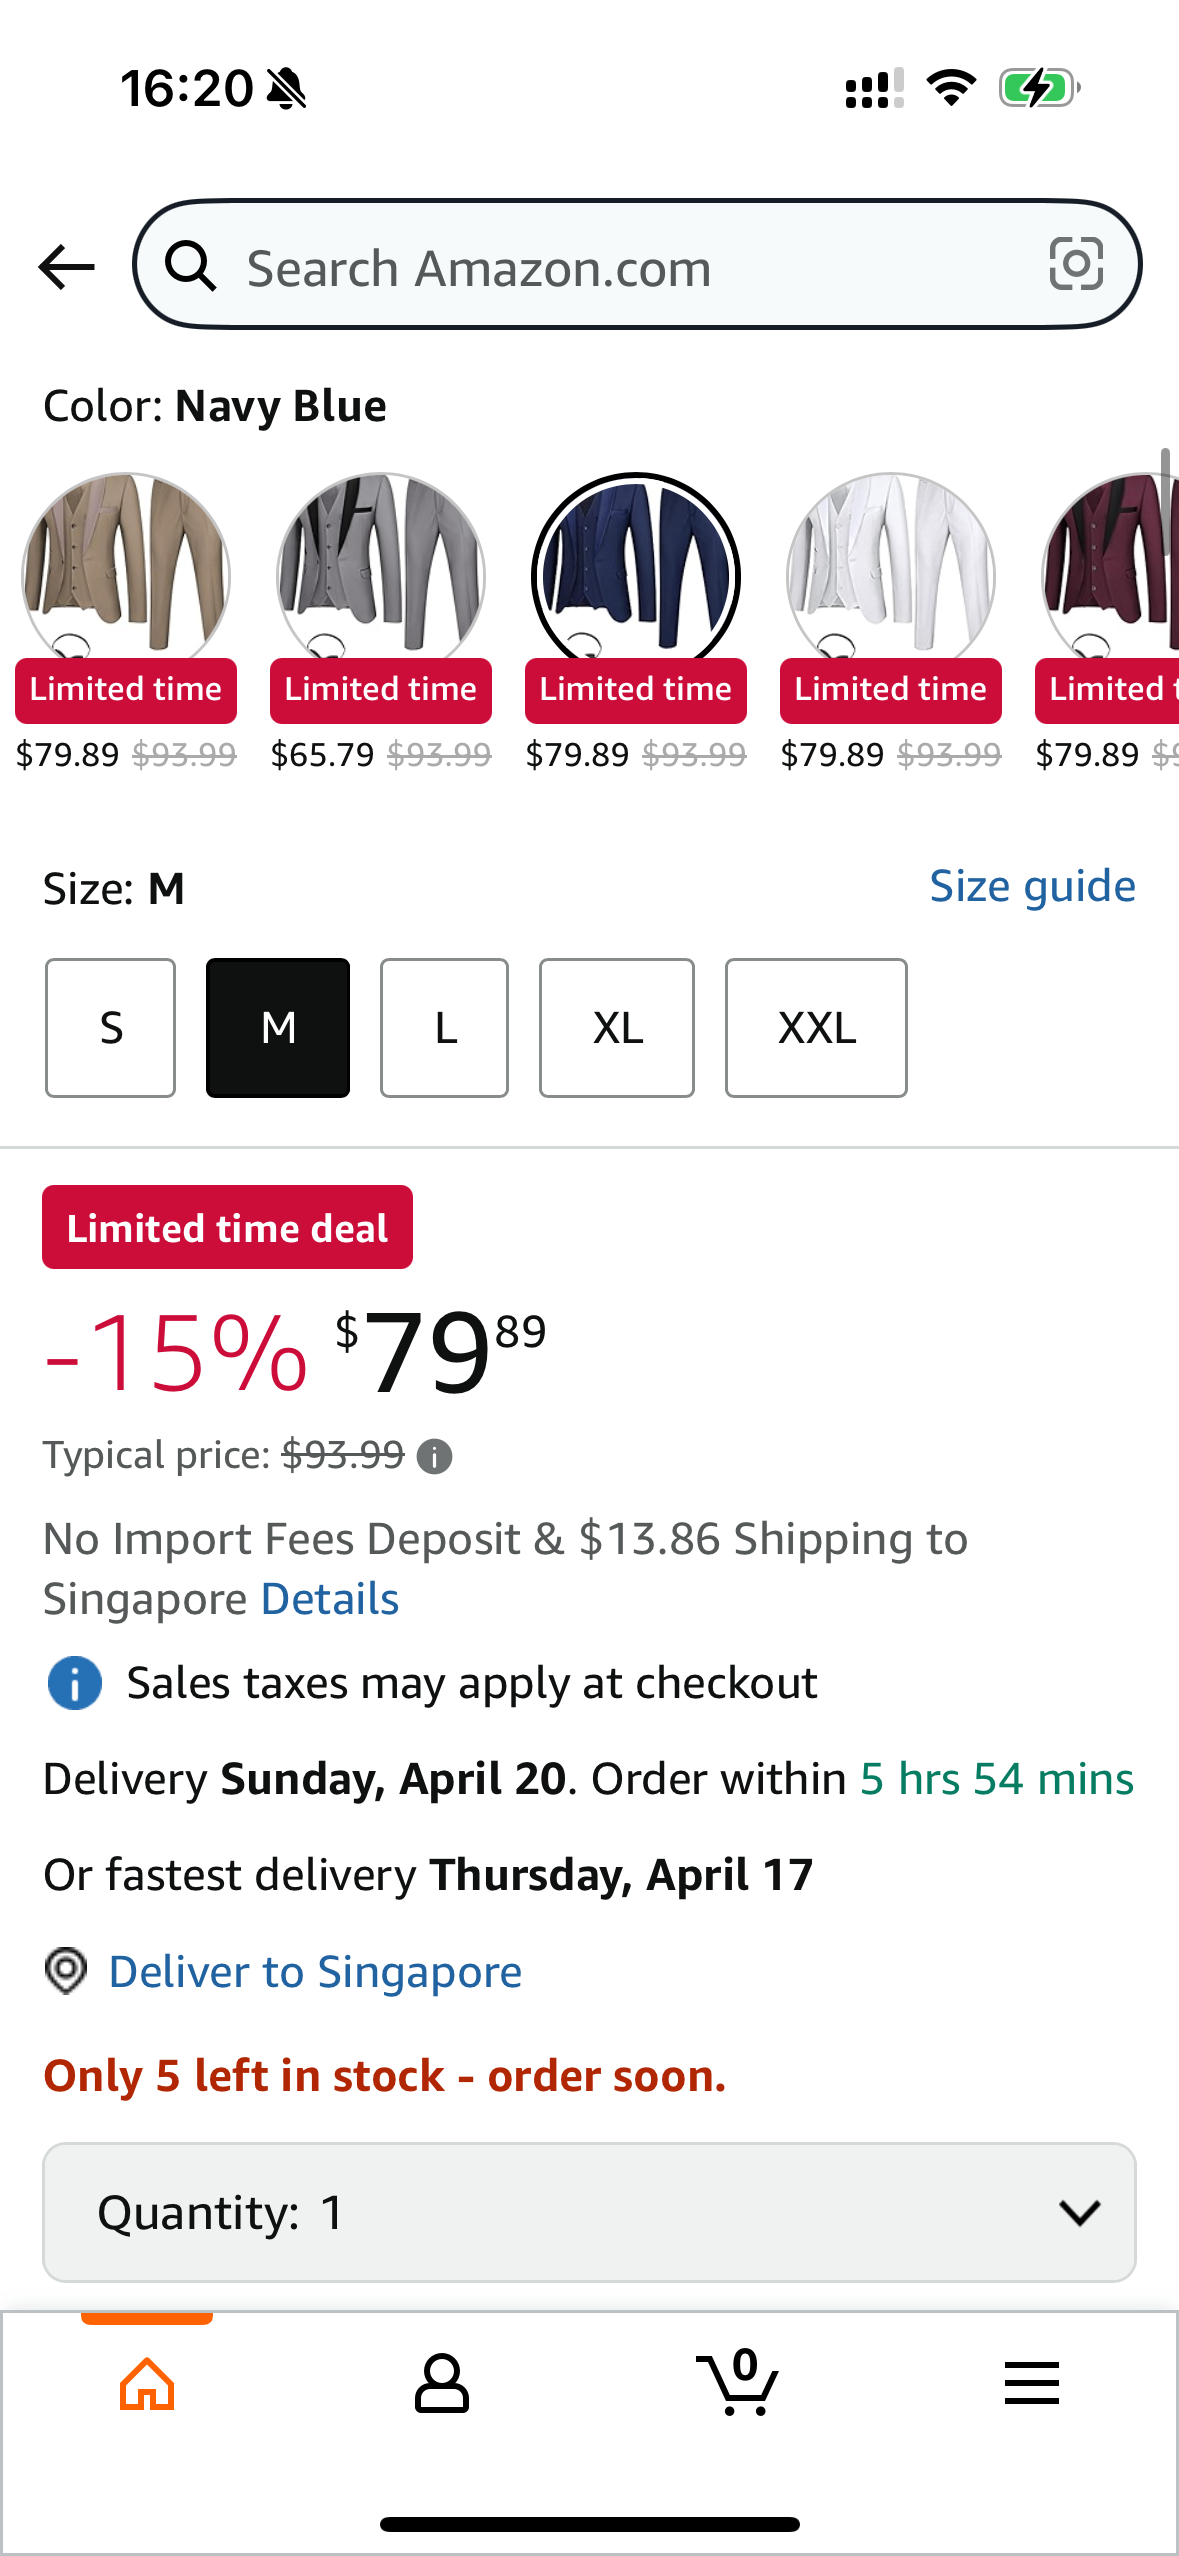 16:20
Search Amazon.com
Color: Navy Blue
Limited time
Limited time
Limited time
Limited time
Limited
$79.89 $93.99
$65.79 $93.99
$79.89 $93.99
$79.89 $93.99
$79.89
Size: M
Size guide
S
M
L
XL
XXL
Limited time deal
-15% $79.89
Typical price: $93.99
No Import Fees Deposit & $13.86 Shipping to
Singapore Details
Sales taxes may apply at checkout
Delivery Sunday, April 20. Order within 5 hrs 54 mins
Or fastest delivery Thursday, April 17
Deliver to Singapore
Only 5 left in stock - order soon.
Quantity: 1
0